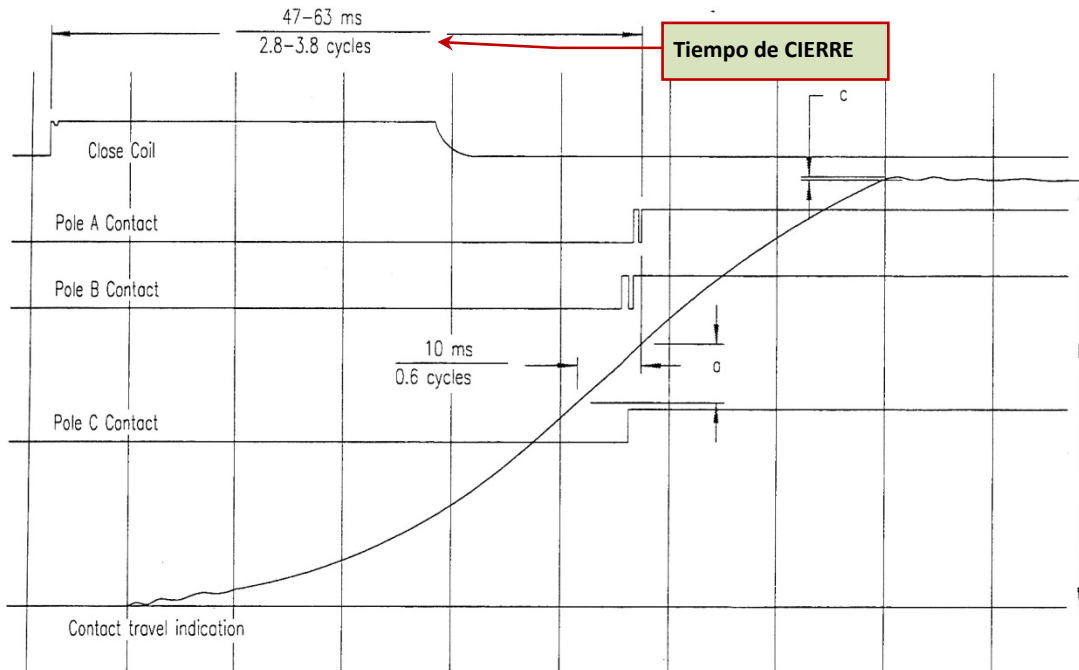 47-63 ms
2.8-3.8 cycles
Tiempo de CIERRE
c
Close Coil
Pole A Contact
Pole B Contact
10 ms
0.6 cycles
a
Pole C Contact
Contact travel indication